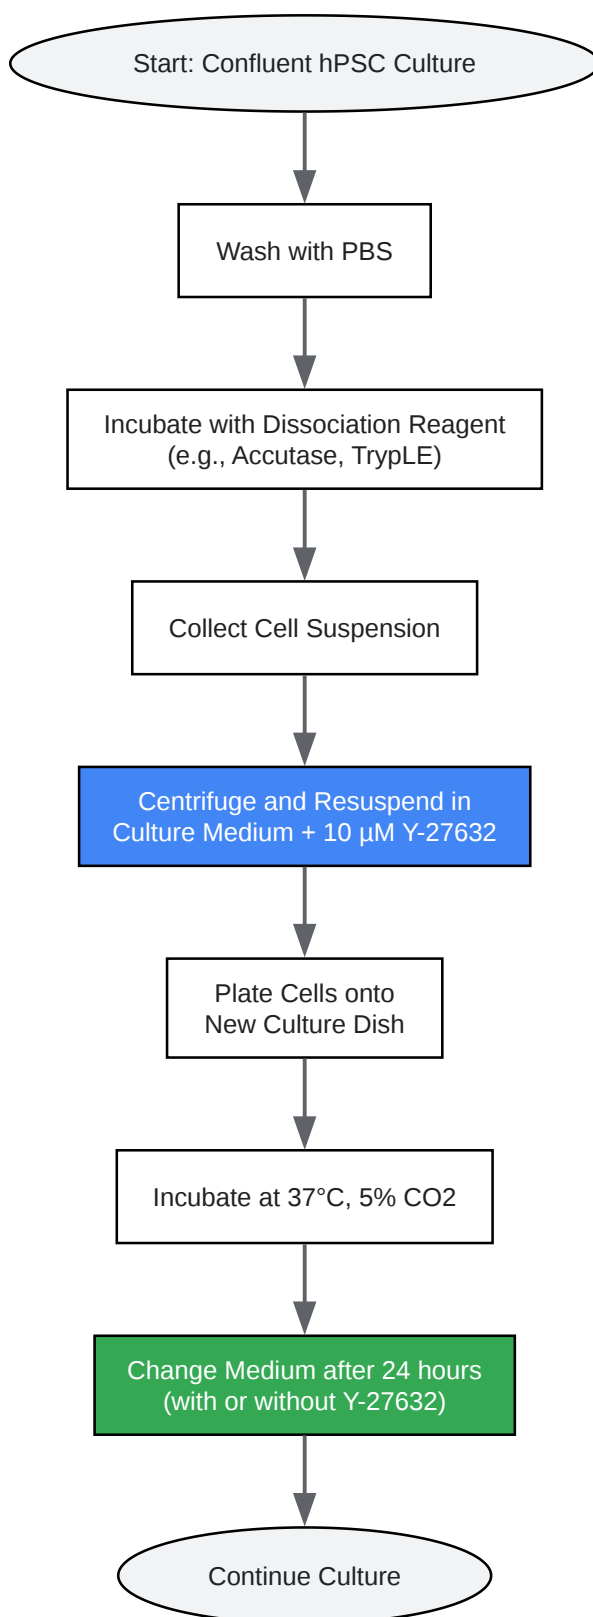 Start: Confluent hPSC Culture
Wash with PBS
Incubate with Dissociation Reagent
(e.g., Accutase, TrypLE)
Collect Cell Suspension
Centrifuge and Resuspend in
Culture Medium + 10 µM Y-27632
Plate Cells onto
New Culture Dish
Incubate at 37°C, 5% CO2
Change Medium after 24 hours
(with or without Y-27632)
Continue Culture